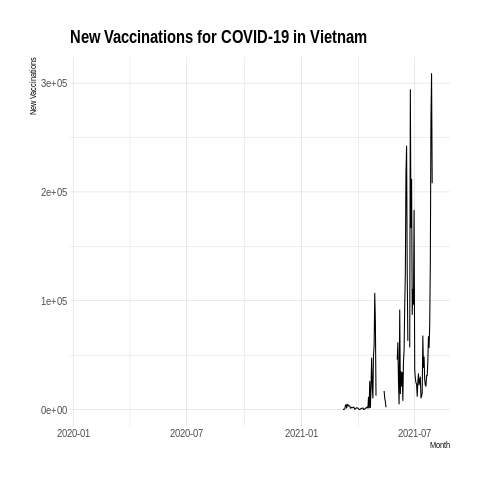 New Vaccinations for COVID-19 in Vietnam
New Vaccinations
3e+05
2e+05
1e+05
0e+00
2020-01 2020-07 2021-01 2021-07
Month